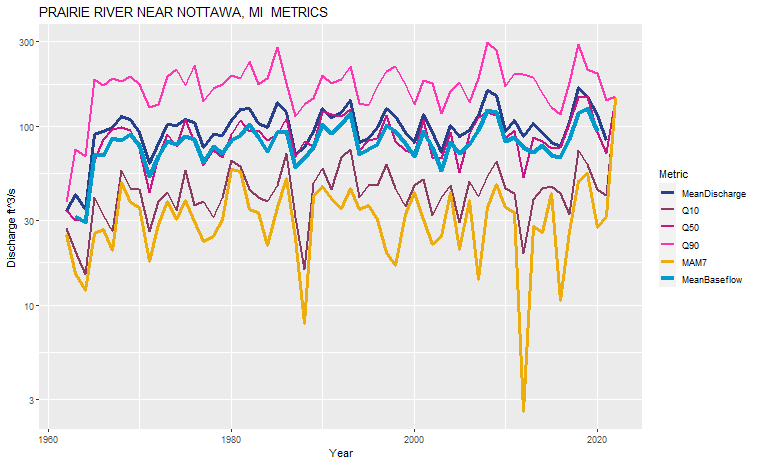 PRAIRIE RIVER NEAR NOTTAWA, MI  METRICS
300
100
30
10
3
Discharge ft^3/s
1960
1980
2000
2020
Year
Metric
MeanDischarge
Q10
Q50
Q90
MAM7
MeanBaseflow